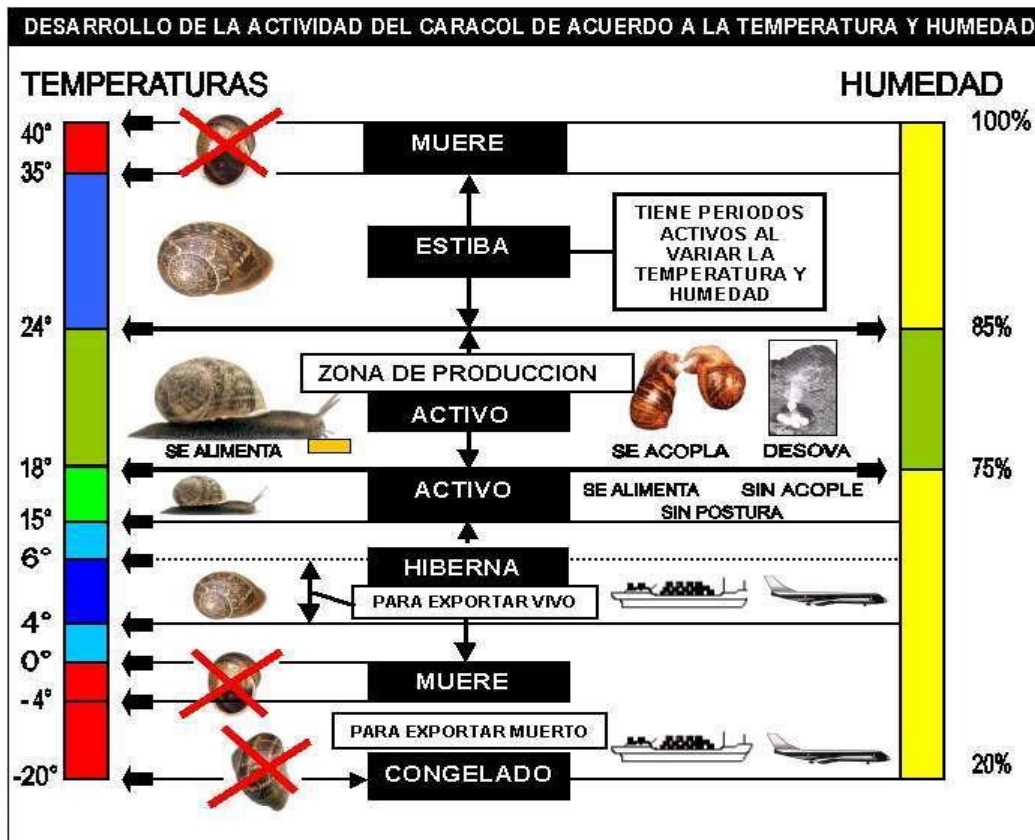 DESARROLLO DE LA ACTIVIDAD DEL CARACOL DE ACUERDO A LA TEMPERATURA Y HUMEDAD
TEMPERATURAS
HUMEDAD
40°
MUERE
100%
35°
ESTIBA
TIENE PERIODOS
ACTIVOS AL
VARIAR LA
TEMPERATURA Y
HUMEDAD
24°
85%
ZONA DE PRODUCCION
ACTIVO
SE ALIMENTA
SE ACOPLA
DESOVA
18°
75%
ACTIVO
SE ALIMENTA
SIN ACOPLE
SIN POSTURA
15°
6°
HIBERNA
PARA EXPORTAR VIVO
4°
0°
MUERE
-4°
PARA EXPORTAR MUERTO
CONGELADO
-20°
20%